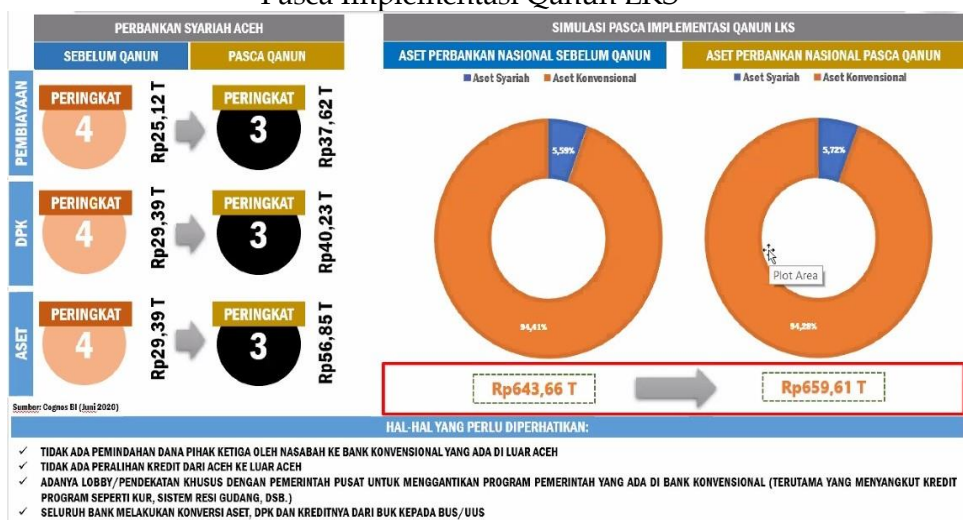 Pasca Implementasi Qanun LKS
PERBANKAN SYARIAH ACEH
SEBELUM QANUN
PASCA QANUN
PEMBIAYAAN
PERINGKAT
4
Rp25,12 T
PERINGKAT
3
Rp37,62 T
DPK
PERINGKAT
4
Rp29,39 T
PERINGKAT
3
Rp40,23 T
ASET
PERINGKAT
4
Rp29,39 T
PERINGKAT
3
Rp56,85 T
Sumber: Cognos BI (Juni 2020)
SIMULASI PASCA IMPLEMENTASI QANUN LKS
ASET PERBANKAN NASIONAL SEBELUM QANUN
Aset Syariah Aset Konvensional
5,59%
94,41%
Rp643,66 T
ASET PERBANKAN NASIONAL PASCA QANUN
Aset Syariah Aset Konvensional
5,72%
Plot Area
94,28%
Rp659,61 T
HAL-HAL YANG PERLU DIPERHATIKAN:
✓ TIDAK ADA PEMINDAHAN DANA PIHAK KETIGA OLEH NASABAH KE BANK KONVENSIONAL YANG ADA DI LUAR ACEH
✓ TIDAK ADA PERALIHAN KREDIT DARI ACEH KE LUAR ACEH
✓ ADANYA LOBBY/PENDEKATAN KHUSUS DENGAN PEMERINTAH PUSAT UNTUK MENGGANTIKAN PROGRAM PEMERINTAH YANG ADA DI BANK KONVENSIONAL (TERUTAMA YANG MENYANGKUT KREDIT
PROGRAM SEPERTI KUR, SISTEM RESI GUDANG, DSB.)
✓ SELURUH BANK MELAKUKAN KONVERSI ASET, DPK DAN KREDITNYA DARI BUK KEPADA BUS/UUS